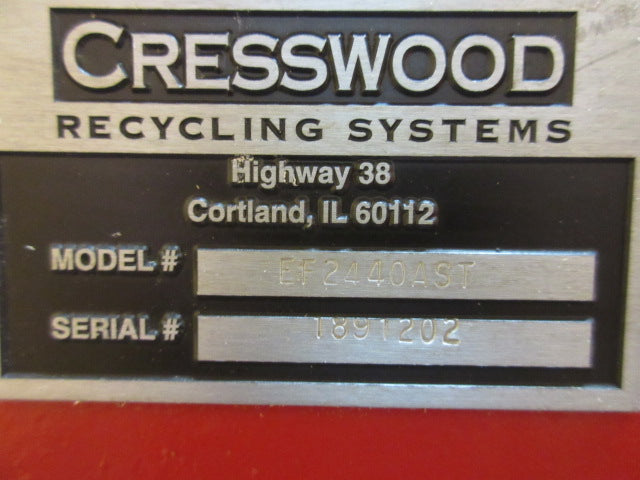 CRESSWOOD
RECYCLING SYSTEMS
Highway 38
Cortland, IL 60112
MODEL # EF2440AST
SERIAL # 1891202